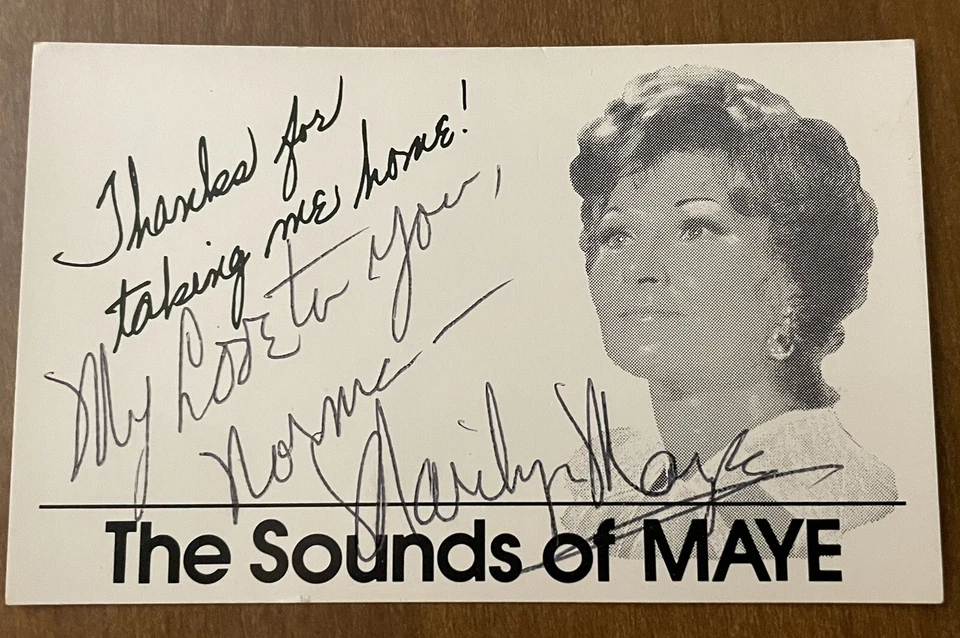 Thanks for
taking me home!
My Love to You,
Norma —
Marilyn Maye
The Sounds of MAYE